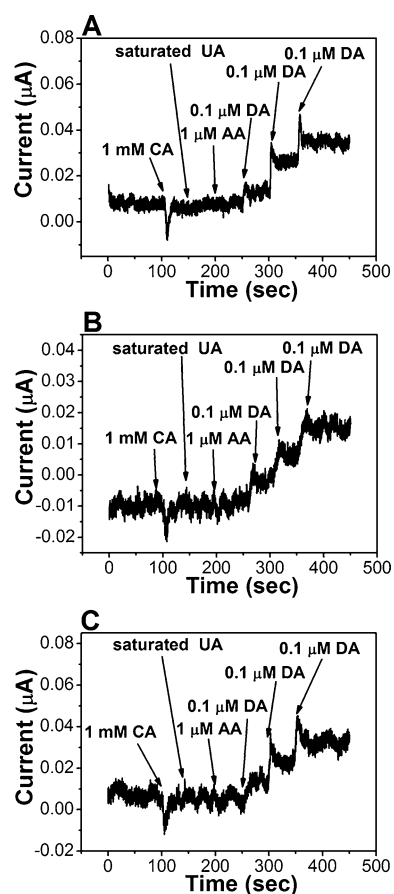 A
0.08
0.06
0.04
0.02
0.00
Current (μA)
saturated UA
0.1 μM DA
0.1 μM DA
0.1 μM DA
1 μM AA
1 mM CA
0 100 200 300 400 500
Time (sec)
B
0.04
0.03
0.02
0.01
0.00
-0.01
-0.02
Current (μA)
saturated UA
0.1 μM DA
0.1 μM DA
0.1 μM DA
1 mM CA
1 μM AA
0 100 200 300 400 500
Time (sec)
C
0.08
0.06
0.04
0.02
0.00
-0.02
Current (μA)
saturated UA
0.1 μM DA
0.1 μM DA
0.1 μM DA
1 mM CA
1 μM AA
0 100 200 300 400 500
Time (sec)